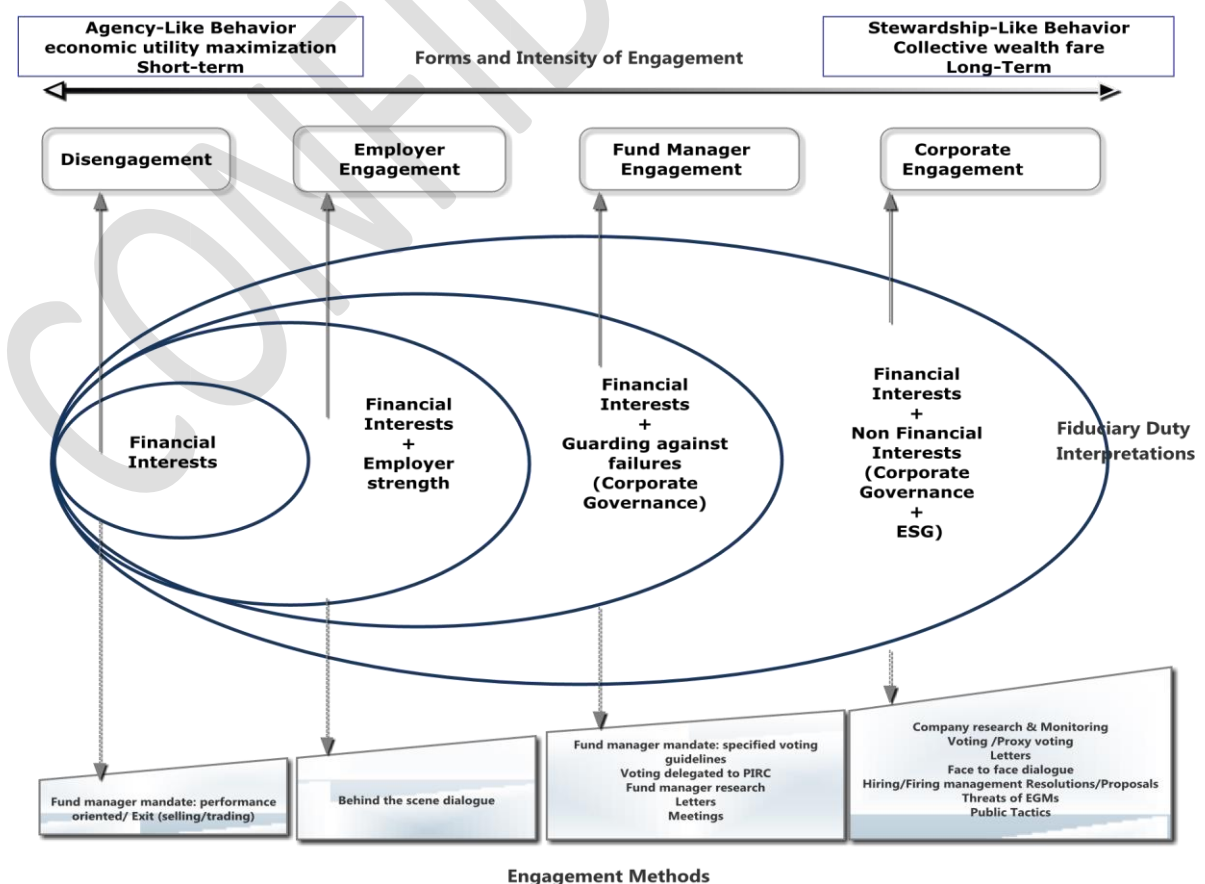 Agency-Like Behavior
economic utility maximization
Short-term
Forms and Intensity of Engagement
Stewardship-Like Behavior
Collective wealth fare
Long-Term
Disengagement
Employer
Engagement
Fund Manager
Engagement
Corporate
Engagement
Financial
Interests
Financial
Interests
+
Employer
strength
Financial
Interests
+
Guarding against
failures
(Corporate
Governance)
Financial
Interests
+
Non Financial
Interests
(Corporate
Governance
+
ESG)
Fiduciary Duty
Interpretations
Fund manager mandate: performance
oriented/ Exit (selling/trading)
Behind the scene dialogue
Fund manager mandate: specified voting
guidelines
Voting delegated to PIRC
Fund manager research
Letters
Meetings
Company research & Monitoring
Voting /Proxy voting
Letters
Face to face dialogue
Hiring/Firing management Resolutions/Proposals
Threats of EGMs
Public Tactics
Engagement Methods
CONFID